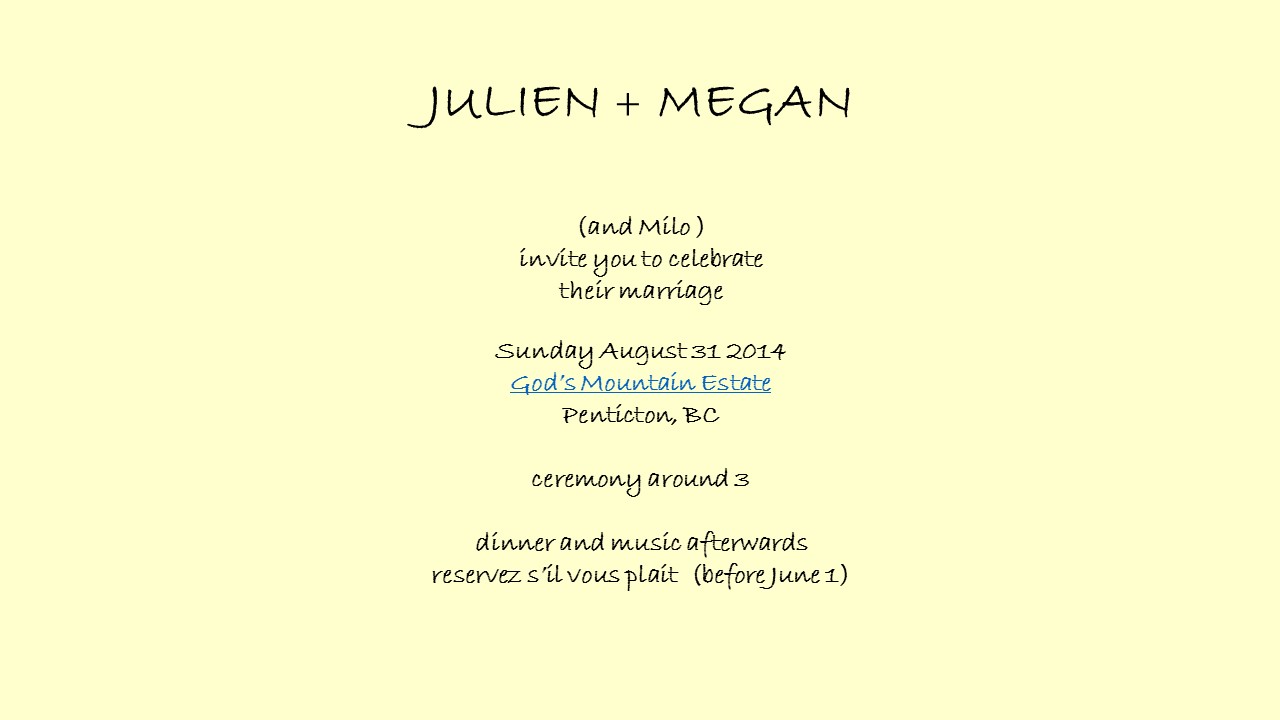 JULIEN + MEGAN
(and Milo )
invite you to celebrate
their marriage
Sunday August 31 2014
God's Mountain Estate
Penticton, BC
ceremony around 3
dinner and music afterwards
reservez s'il vous plait (before June 1)